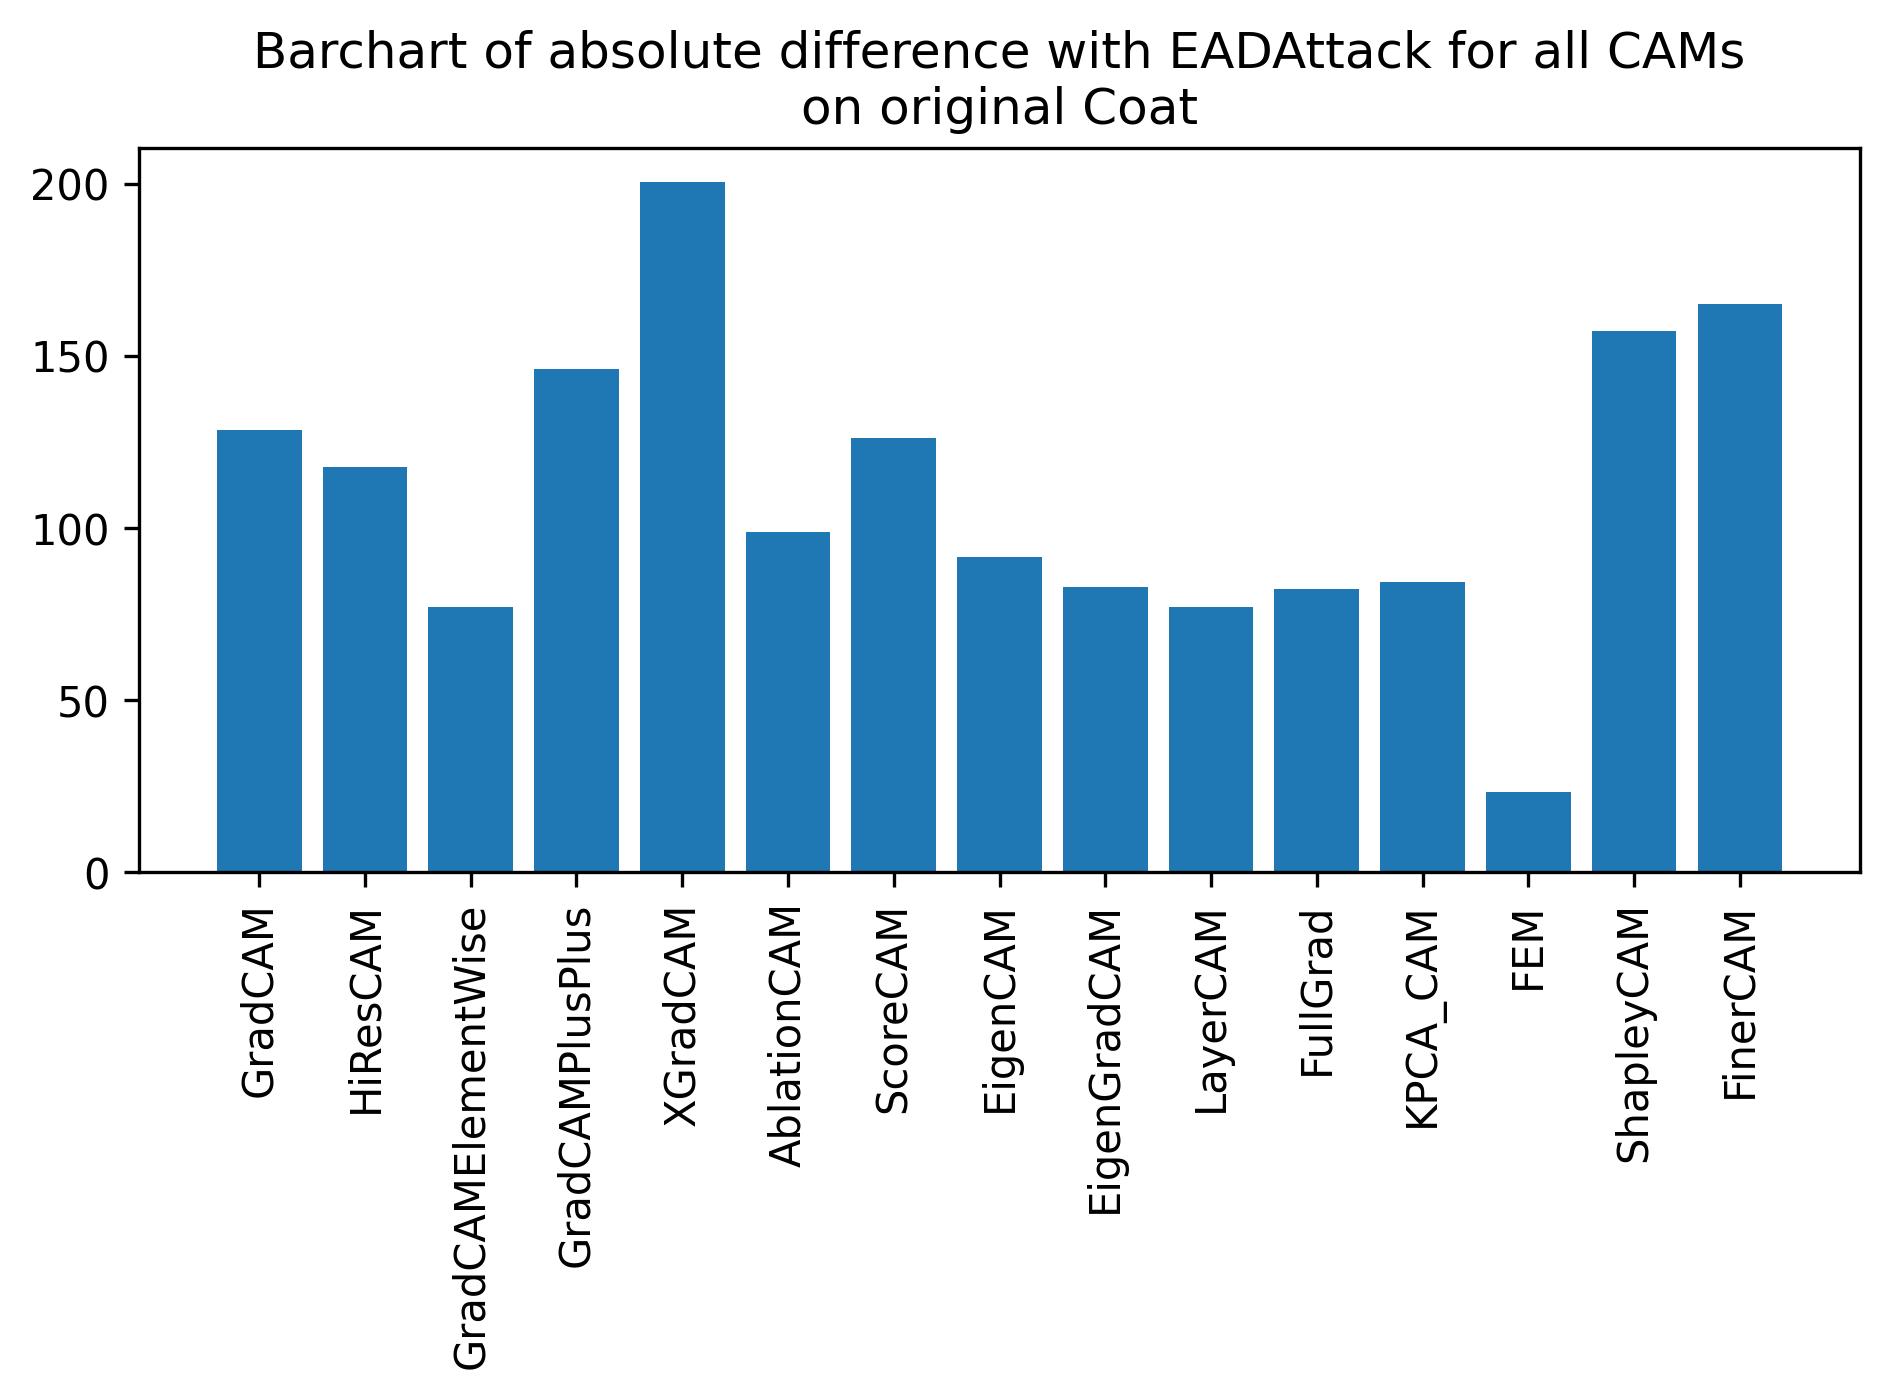 Barchart of absolute difference with EADAttack for all CAMs
on original Coat
200
150
100
50
0
GradCAM
HiResCAM
GradCAMElementWise
GradCAMPlusPlus
XGradCAM
AblationCAM
ScoreCAM
EigenCAM
EigenGradCAM
LayerCAM
FullGrad
KPCA_CAM
FEM
ShapleyCAM
FinerCAM